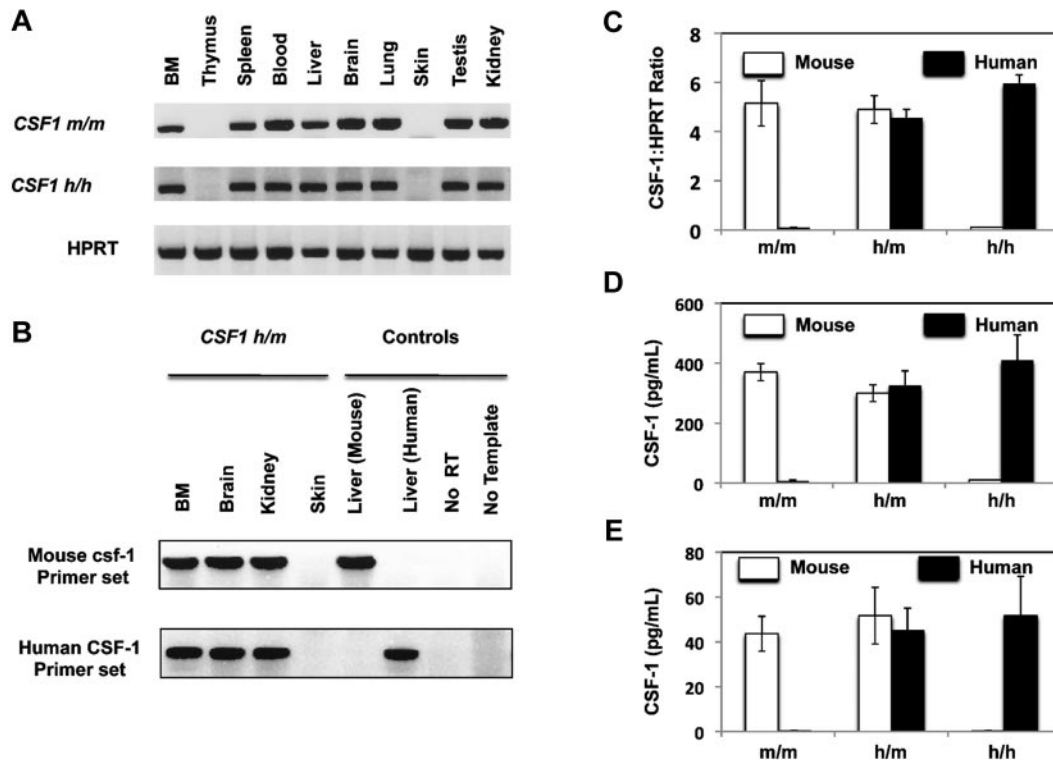 A
BM
Thymus
Spleen
Blood
Liver
Brain
Lung
Skin
Testis
Kidney
CSF1 m/m
CSF1 h/h
HPRT
B
CSF1 h/m
Controls
BM
Brain
Kidney
Skin
Liver (Mouse)
Liver (Human)
No RT
No Template
Mouse csf-1
Primer set
Human CSF-1
Primer set
C
CSF-1:HPRT Ratio
8
6
4
2
0
Mouse
Human
m/m
h/m
h/h
D
CSF-1 (pg/mL)
600
400
200
0
Mouse
Human
m/m
h/m
h/h
E
CSF-1 (pg/mL)
80
60
40
20
0
Mouse
Human
m/m
h/m
h/h